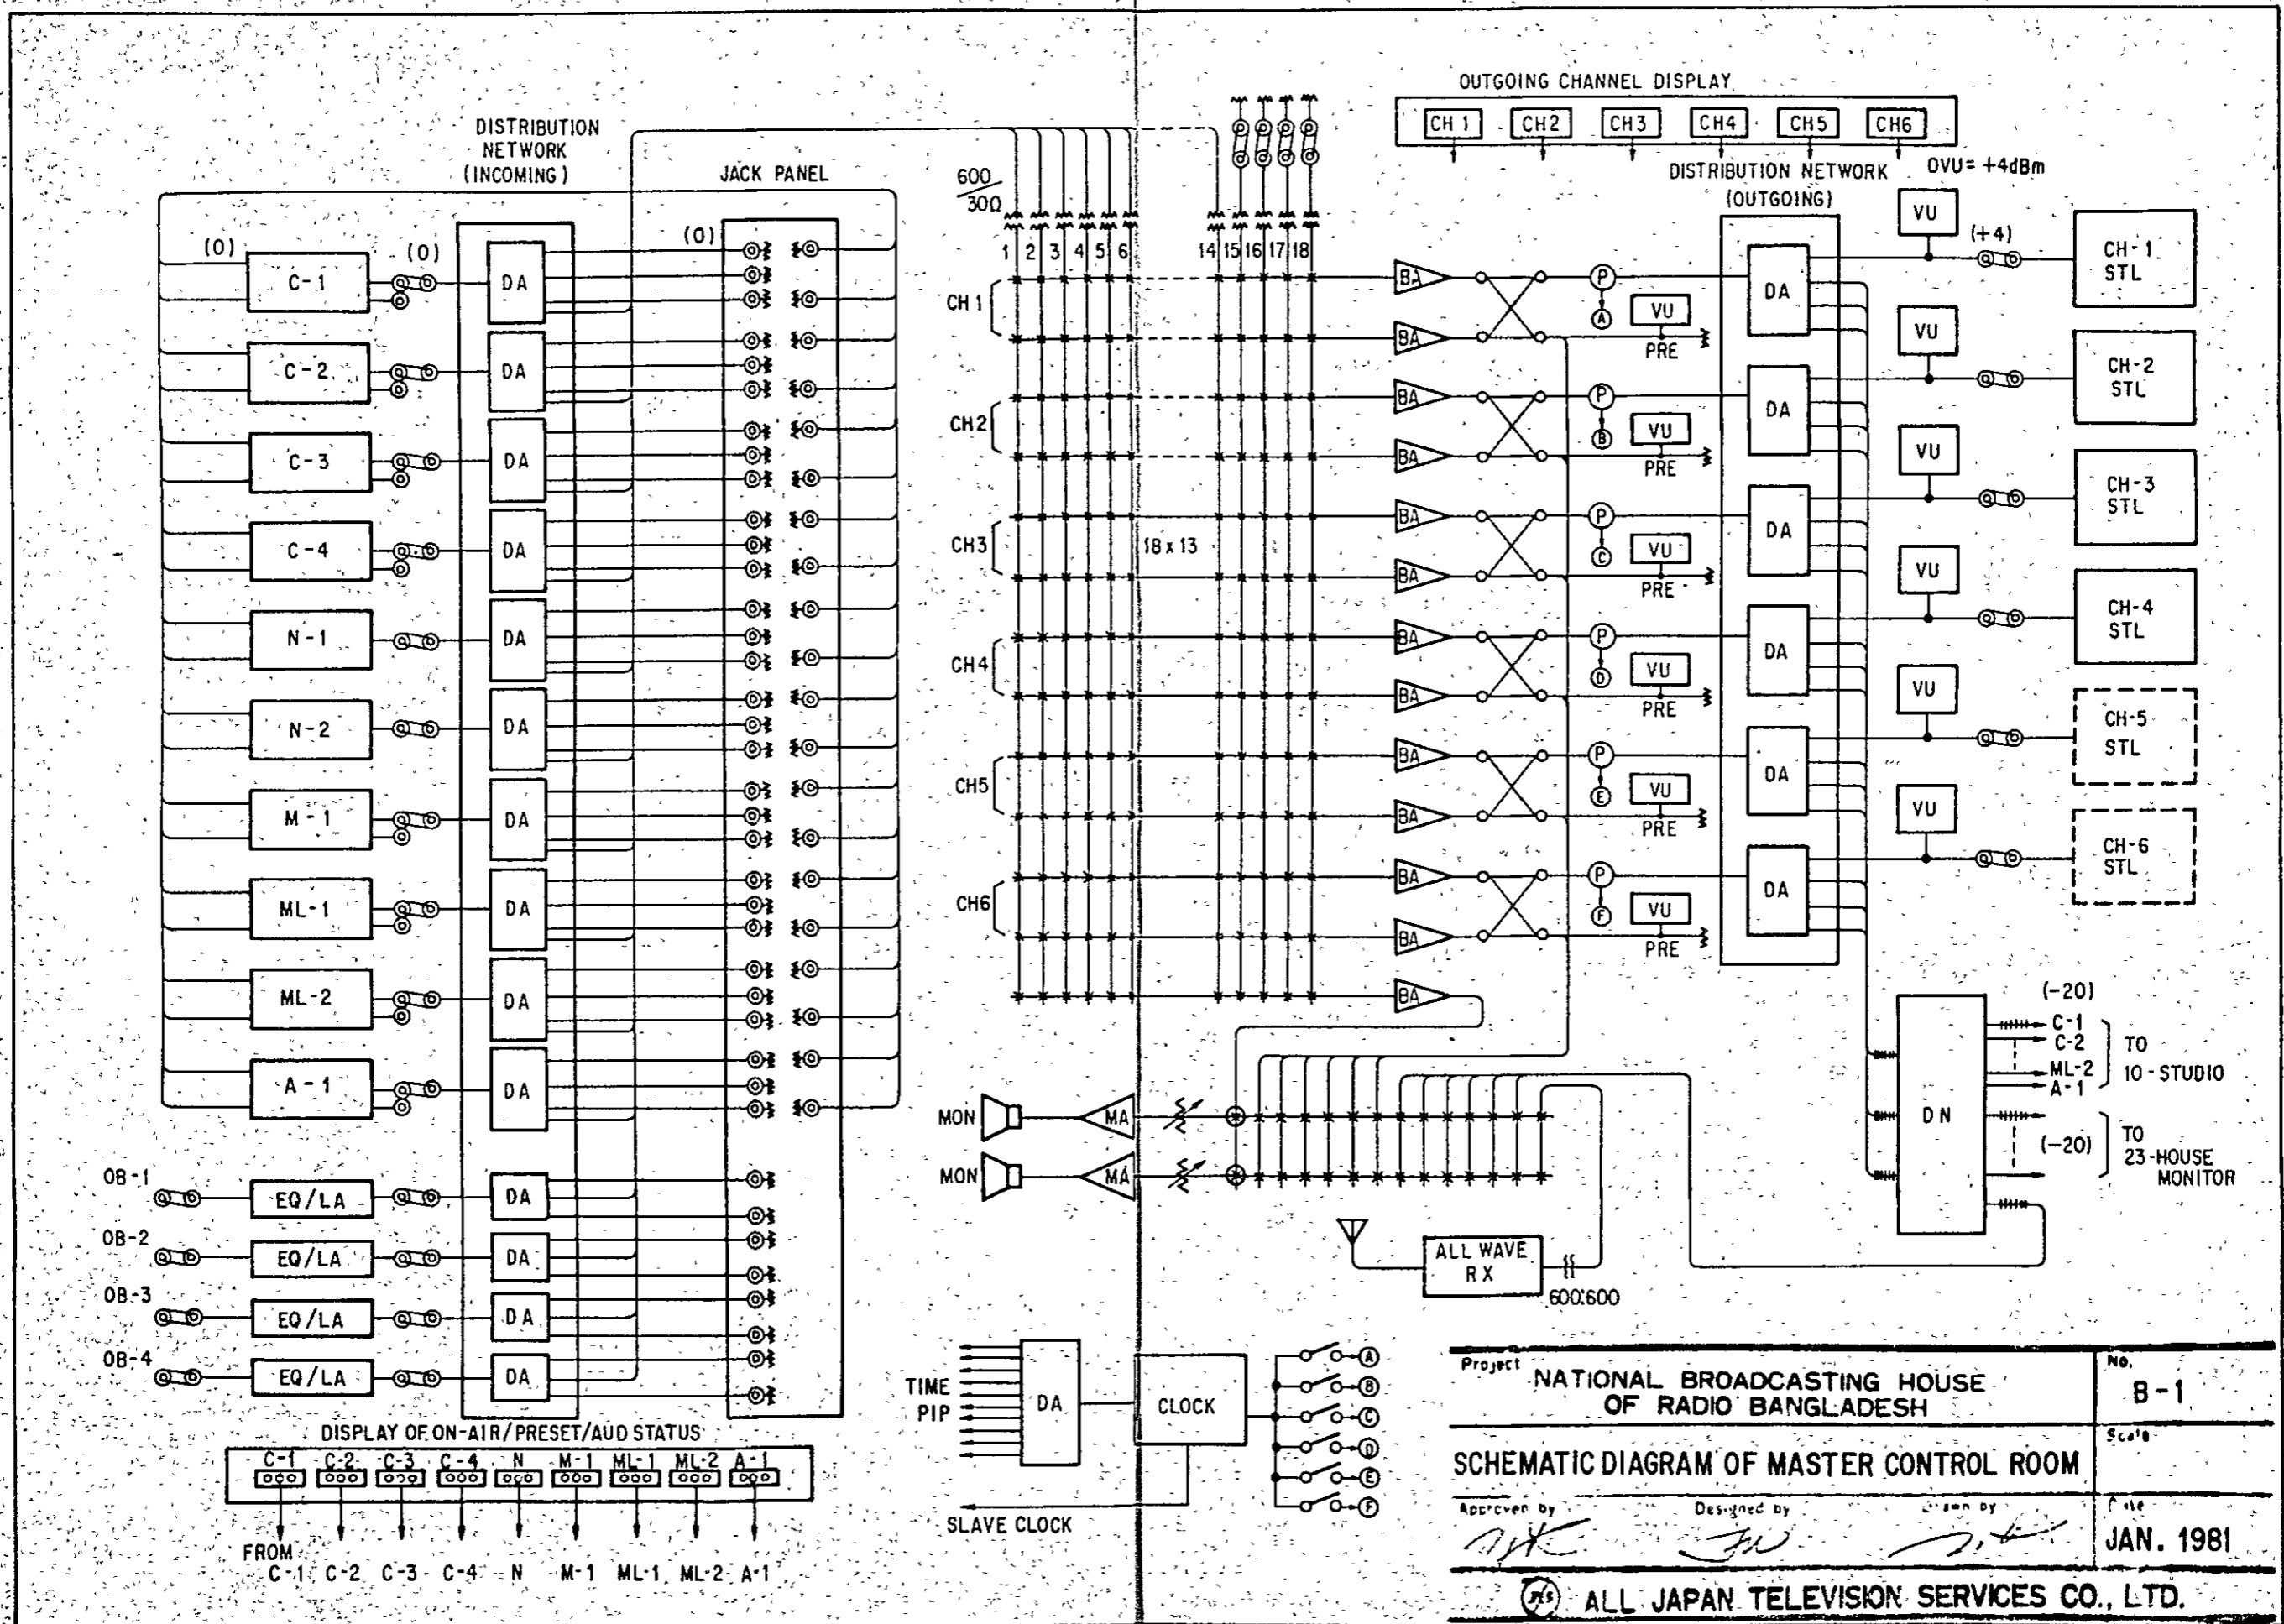 OUTGOING CHANNEL DISPLAY
CH 1 CH2 CH3 CH4 CH5 CH6
DISTRIBUTION
NETWORK
(INCOMING)
JACK PANEL
600
30Ω
1 2 3 4 5 6 14 15 16 17 18
DISTRIBUTION NETWORK
(OUTGOING)
OVU = +4dBm
(0) (0) (0)
C-1 DA
C-2 DA
C-3 DA
C-4 DA
N-1 DA
N-2 DA
M-1 DA
ML-1 DA
ML-2 DA
A-1 DA
OB-1 EQ/LA DA
OB-2 EQ/LA DA
OB-3 EQ/LA DA
OB-4 EQ/LA DA
DISPLAY OF ON-AIR/PRESET/AUD STATUS
C-1 C-2 C-3 C-4 N M-1 ML-1 ML-2 A-1
FROM
C-1 C-2 C-3 C-4 N M-1 ML-1 ML-2 A-1
CH 1
BA P A VU
BA PRE
CH2
BA P B VU
BA PRE
CH3
18 x 13
BA P C VU
BA PRE
CH4
BA P D VU
BA PRE
CH5
BA P E VU
BA PRE
CH6
BA P F VU
BA PRE
BA
DA VU (+4) CH-1
STL
DA VU CH-2
STL
DA VU CH-3
STL
DA VU CH-4
STL
DA VU CH-5
STL
DA VU CH-6
STL
MON MA
MON MA
ALL WAVE
RX
600:600
DN
(-20)
C-1
C-2
ML-2
A-1
TO
10-STUDIO
(-20)
TO
23-HOUSE
MONITOR
TIME
PIP
DA
CLOCK
A
B
C
D
E
F
SLAVE CLOCK
Project
NATIONAL BROADCASTING HOUSE
OF RADIO BANGLADESH
No.
B-1
SCHEMATIC DIAGRAM OF MASTER CONTROL ROOM
Scale
Approved by Designed by Drawn by Date
JAN. 1981
ALL JAPAN TELEVISION SERVICES CO., LTD.